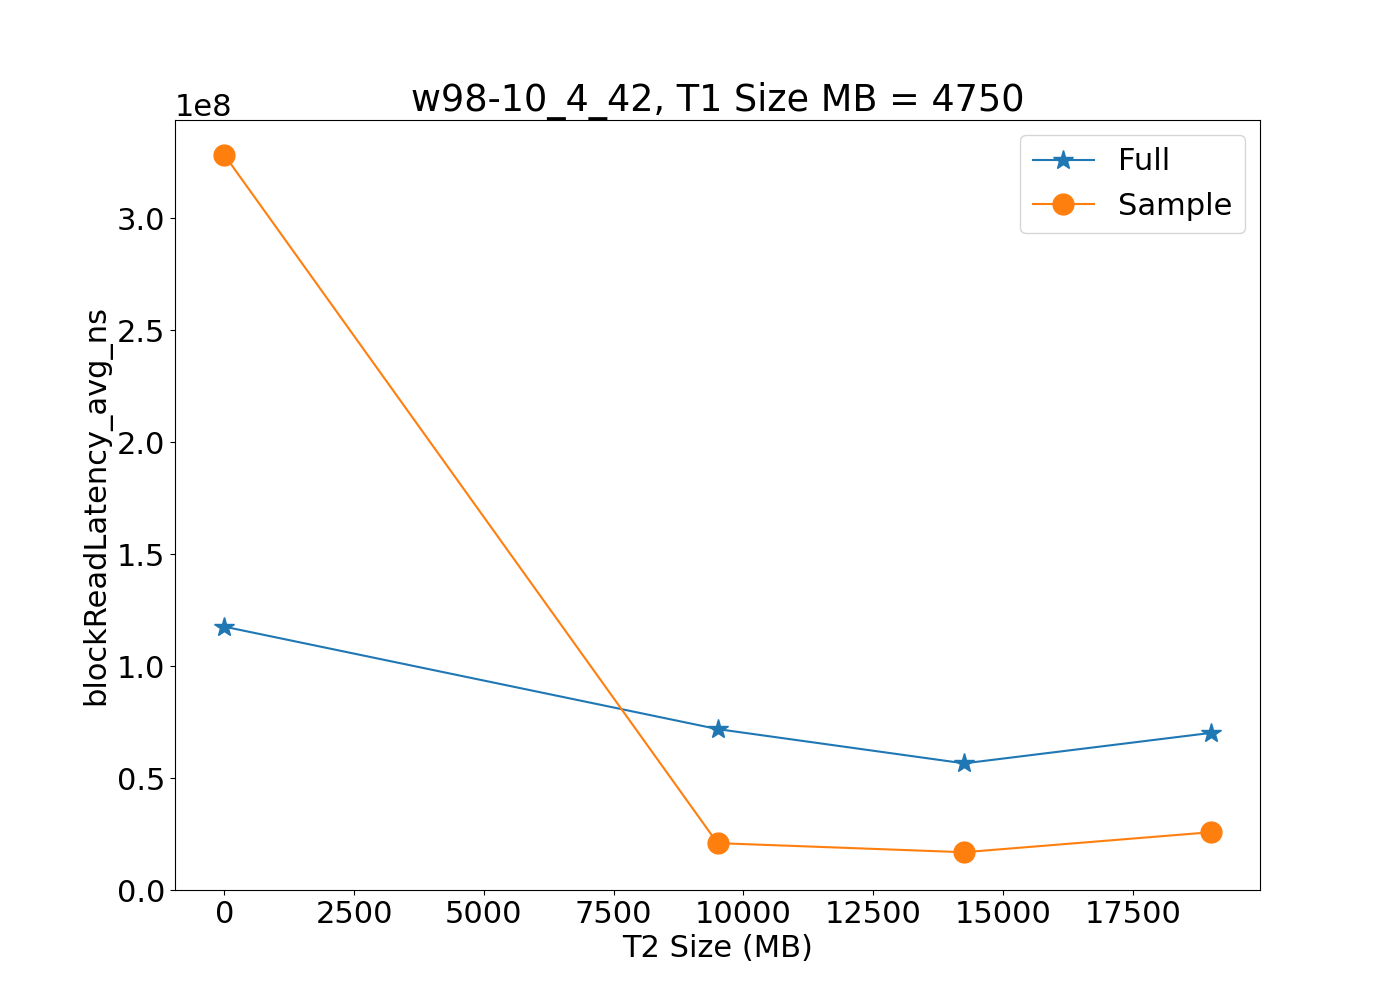 w98-10_4_42, T1 Size MB = 4750
1e8
Full
Sample
3.0
2.5
2.0
1.5
1.0
0.5
0.0
blockReadLatency_avg_ns
0 2500 5000 7500 10000 12500 15000 17500
T2 Size (MB)